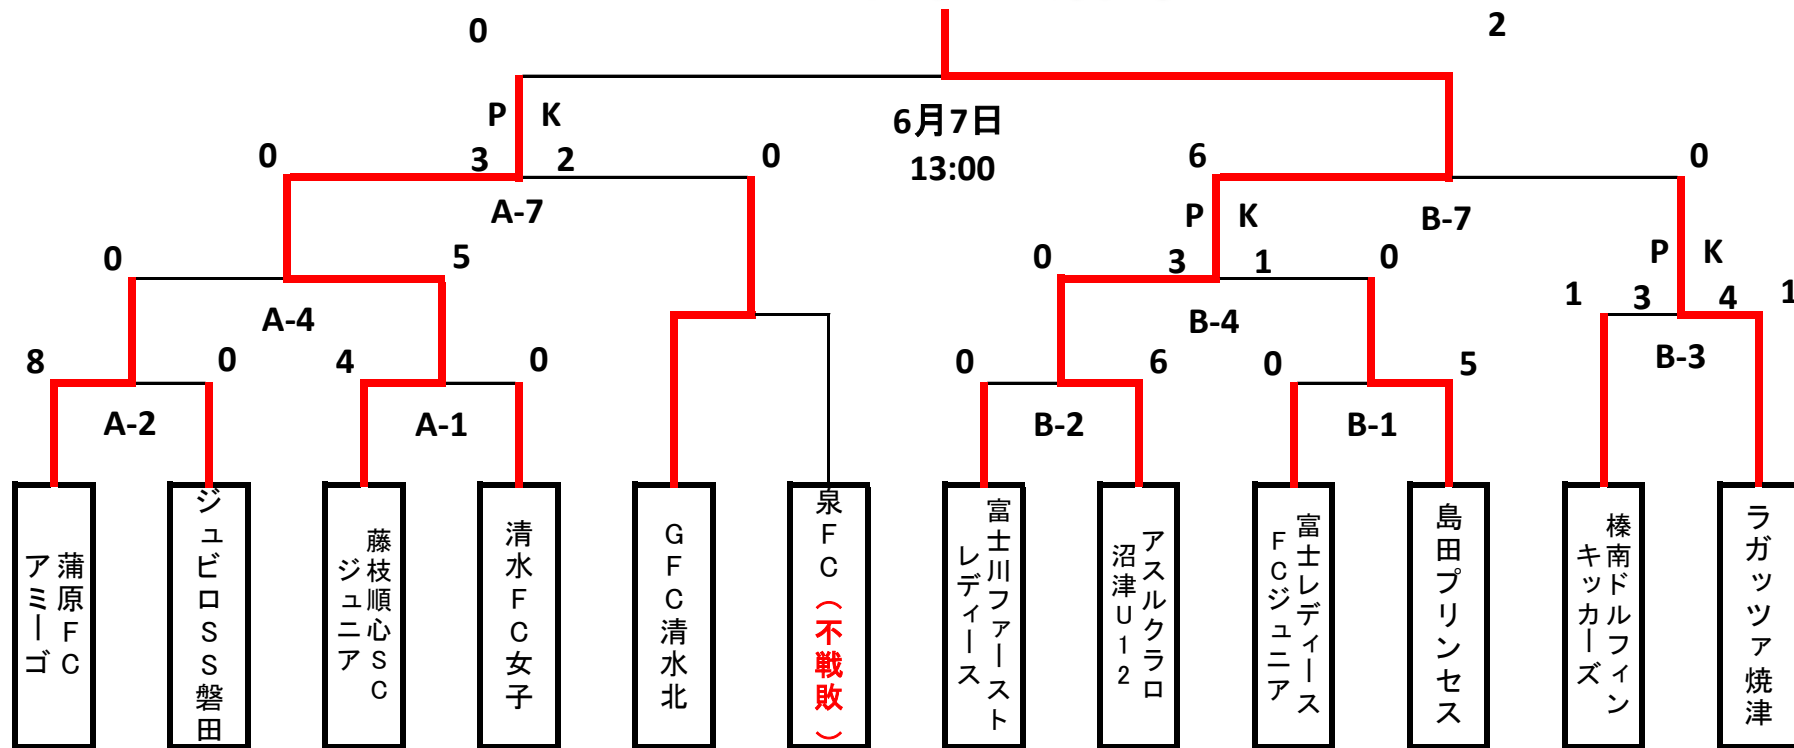 0
2
P K
6月7日
13:00
0
3 2
0
6
0
A-7
P K
B-7
0
5
0
3 1
0
P K
A-4
B-4
1
3 4
1
8
0
4
0
0
6
0
5
B-3
A-2
A-1
B-2
B-1
蒲原FC
アミーゴ
ジュビロSS磐田
藤枝順心SC
ジュニア
清水FC女子
GFC清水北
泉FC（不戦敗）
富士川ファースト
レディース
アスルクラロ
沼津U12
富士レディース
FCジュニア
島田プリンセス
榛南ドルフィン
キッカーズ
ラガッツァ焼津